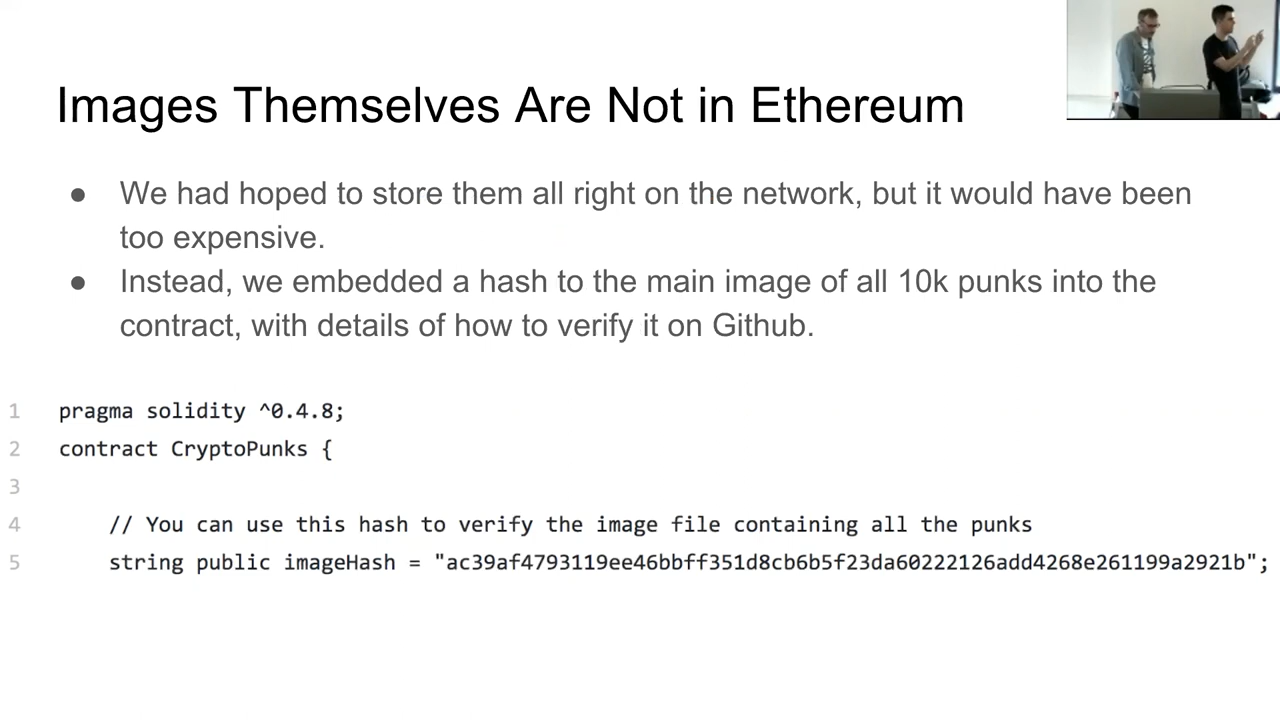 Images Themselves Are Not in Ethereum
● We had hoped to store them all right on the network, but it would have been
too expensive.
● Instead, we embedded a hash to the main image of all 10k punks into the
contract, with details of how to verify it on Github.
1 pragma solidity ^0.4.8;
2 contract CryptoPunks {
3
4 // You can use this hash to verify the image file containing all the punks
5 string public imageHash = "ac39af4793119ee46bbff351d8cb6b5f23da60222126add4268e261199a2921b";